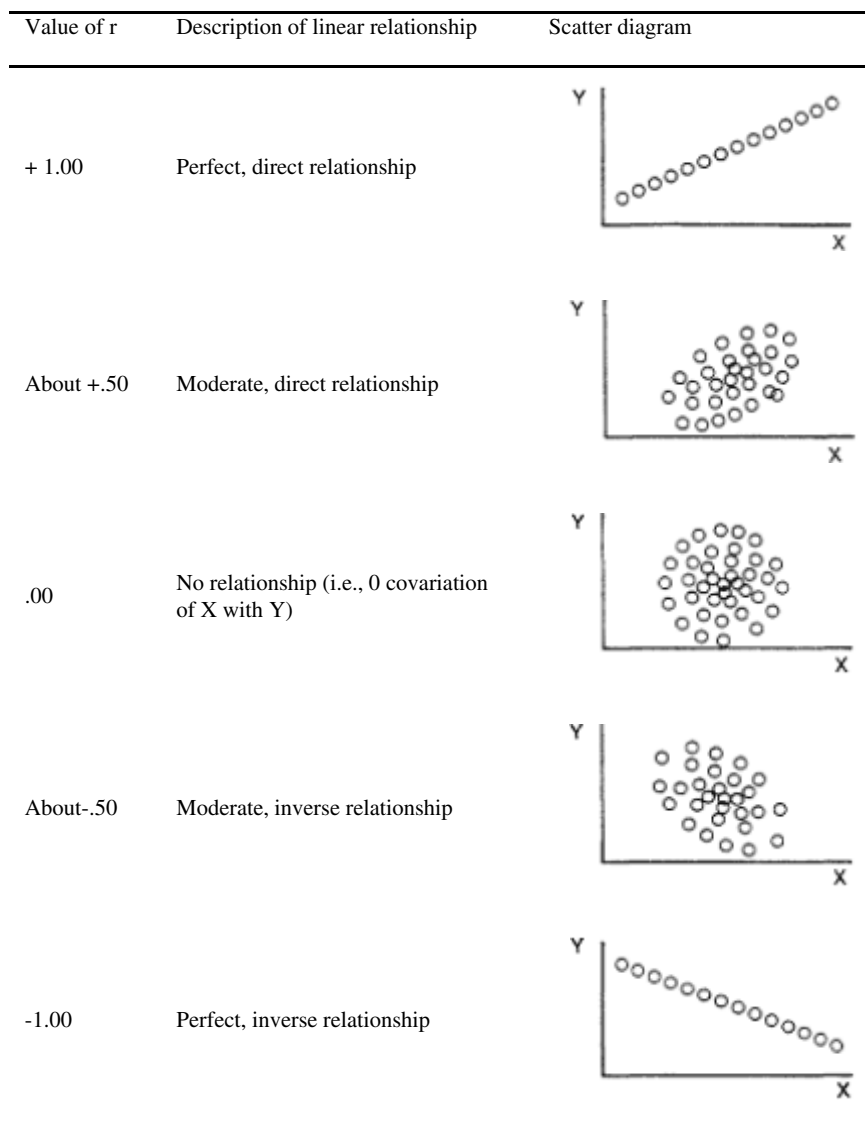 Value of r Description of linear relationship Scatter diagram
Y
+ 1.00 Perfect, direct relationship
X
Y
About +.50 Moderate, direct relationship
X
Y
.00 No relationship (i.e., 0 covariation
of X with Y)
X
Y
About-.50 Moderate, inverse relationship
X
Y
-1.00 Perfect, inverse relationship
X